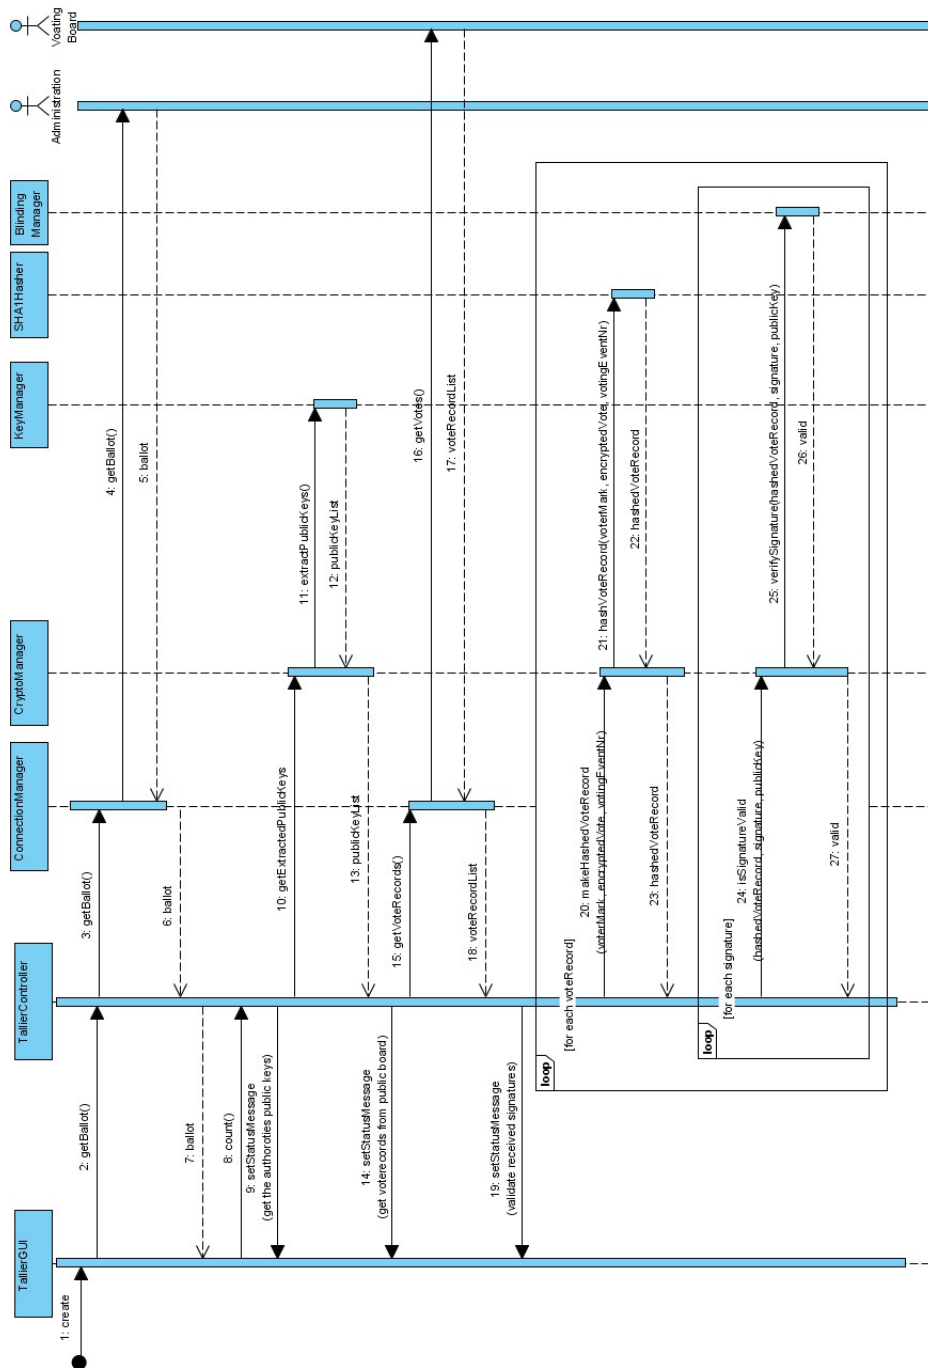 TallierGUI
TallierController
ConnectionManager
CryptoManager
KeyManager
SHA1Hasher
Blinding
Manager
Administration
Voating
Board
1: create
2: getBallot()
3: getBallot()
4: getBallot()
5: ballot
6: ballot
7: ballot
8: count()
9: setStatusMessage
(get the authoroties public keys)
10: getExtractedPublicKeys
11: extractPublicKeys()
12: publicKeyList
13: publicKeyList
14: setStatusMessage
(get voterecords from public board)
15: getVoteRecords()
16: getVotes()
17: voteRecordList
18: voteRecordList
19: setStatusMessage
(validate received signatures)
loop
[for each voteRecord]
20: makeHashedVoteRecord
(voterMark, encryptedVote, votingEventNr)
21: hashVoteRecord(voterMark, encryptedVote, votingEventNr)
22: hashedVoteRecord
23: hashedVoteRecord
loop
[for each signature]
24: isSignatureValid
(hashedVoteRecord, signature, publicKey)
25: verifySignature(hashedVoteRecord, signature, publicKey)
26: valid
27: valid